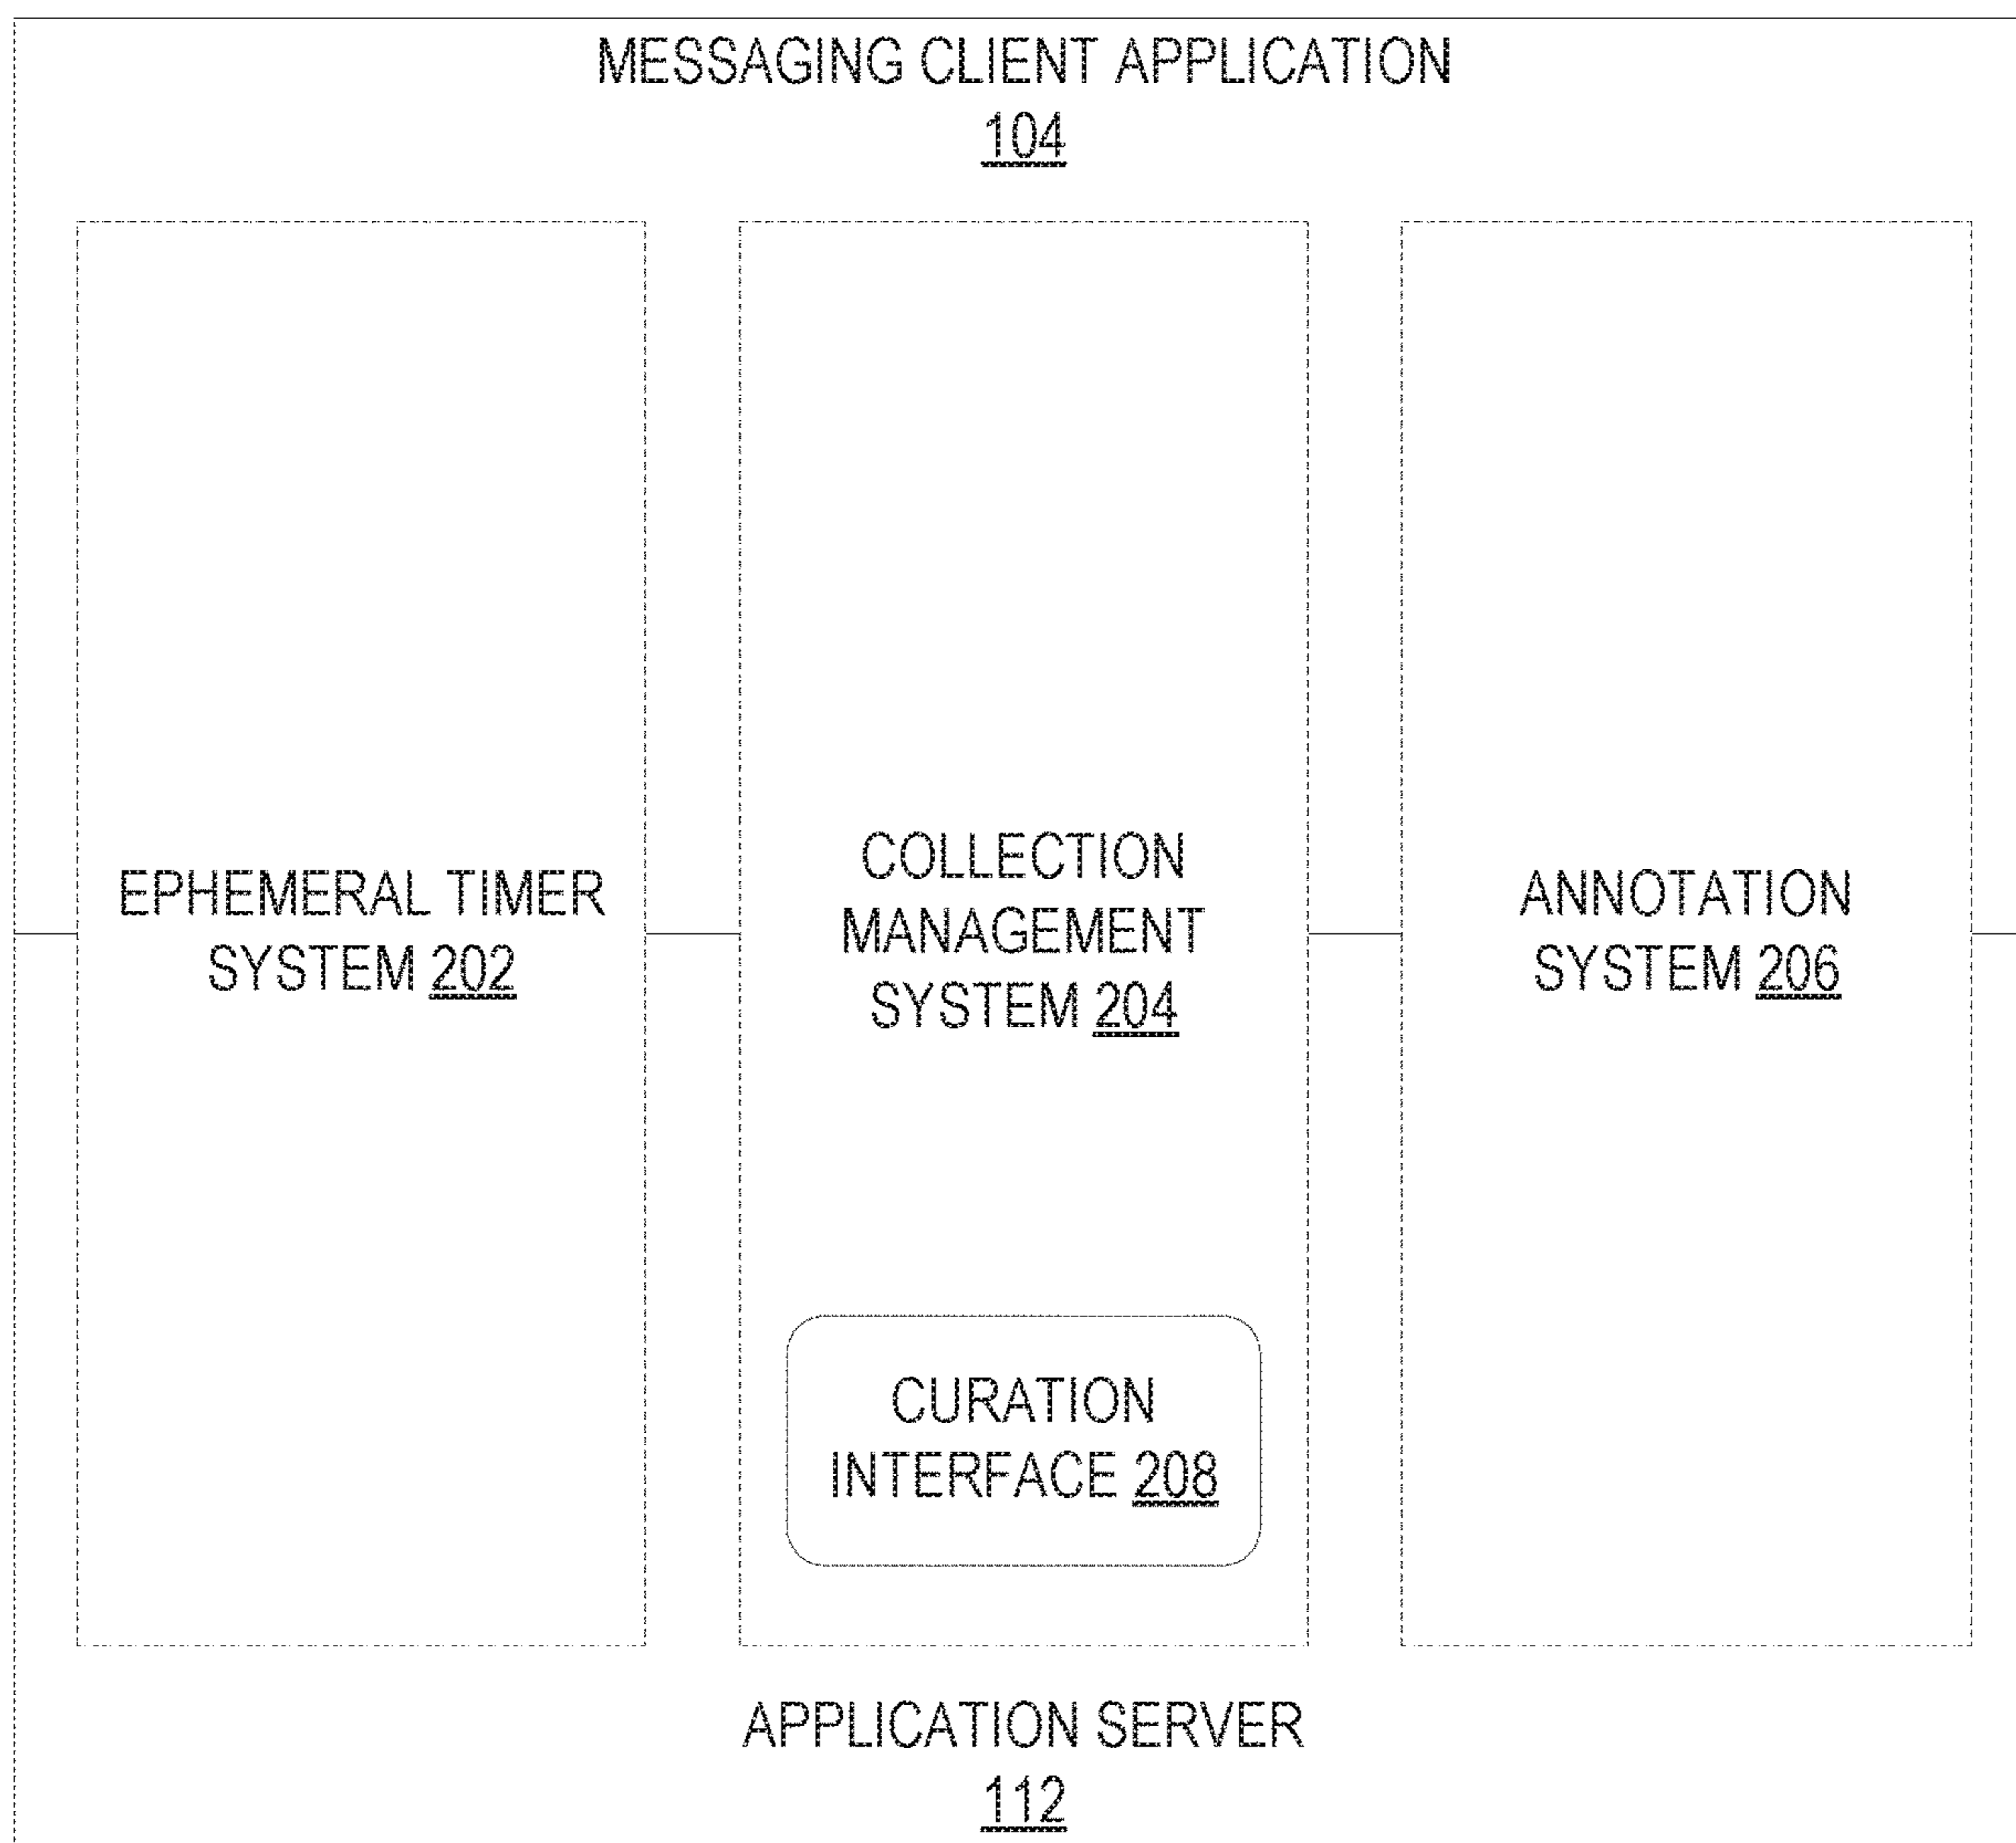 MESSAGING CLIENT APPLICATION
104
EPHEMERAL TIMER
SYSTEM 202
COLLECTION
MANAGEMENT
SYSTEM 204
CURATION
INTERFACE 208
ANNOTATION
SYSTEM 206
APPLICATION SERVER
112